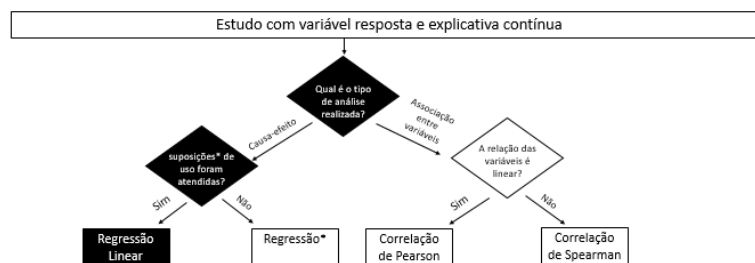 Estudo com variável resposta e explicativa contínua
Qual é o tipo
de análise
realizada?
Causa-efeito
Associação
entre
variáveis
suposições* de
uso foram
atendidas?
A relação das
variáveis é
linear?
Sim
Não
Sim
Não
Regressão
Linear
Regressão*
Correlação
de Pearson
Correlação
de Spearman